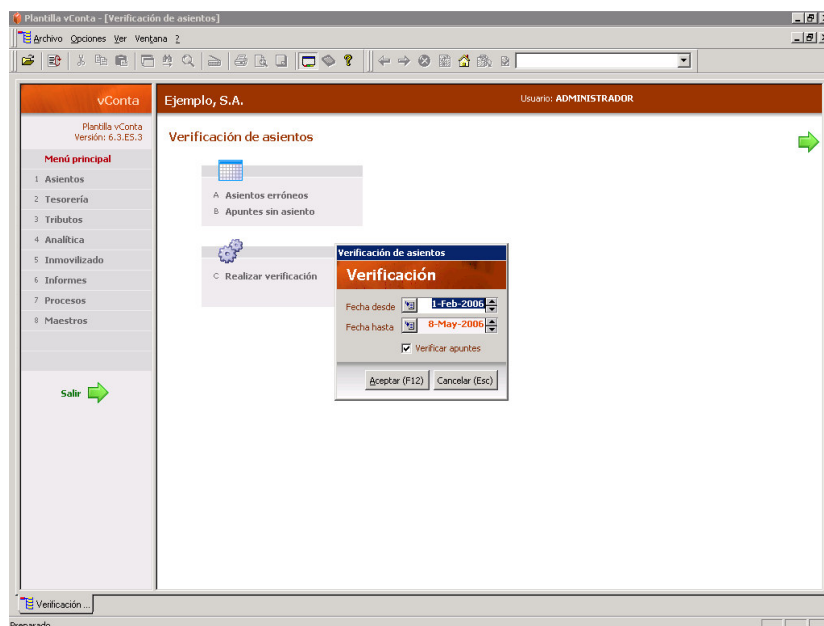 Plantilla vConta - [Verificación de asientos]
Archivo Opciones Ver Ventana ?
vConta
Ejemplo, S.A.
Usuario: ADMINISTRADOR
Plantilla vConta
Versión: 6.3.E5.3
Verificación de asientos
Menú principal
1 Asientos
2 Tesorería
3 Tributos
4 Analítica
5 Inmovilizado
6 Informes
7 Procesos
8 Maestros
Salir
A Asientos erróneos
B Apuntes sin asiento
C Realizar verificación
Verificación de asientos
Verificación
Fecha desde 1-Feb-2006
Fecha hasta 8-May-2006
Verificar apuntes
Aceptar (F12) Cancelar (Esc)
Verificación ...
Preparado